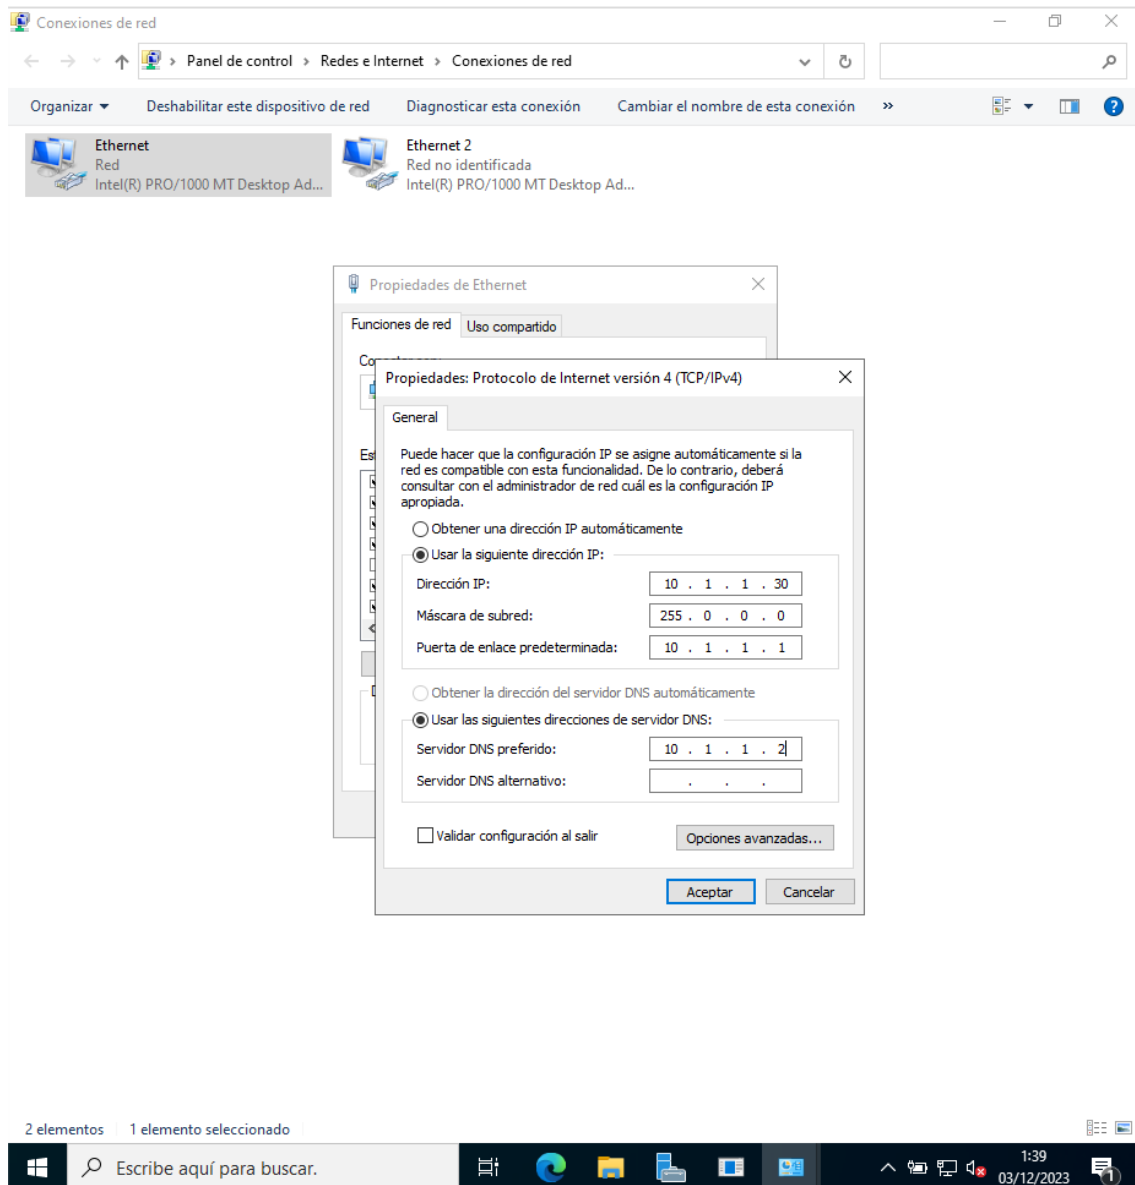 Conexiones de red
Panel de control › Redes e Internet › Conexiones de red
Organizar Deshabilitar este dispositivo de red Diagnosticar esta conexión Cambiar el nombre de esta conexión »
Ethernet
Red
Intel(R) PRO/1000 MT Desktop Ad...
Ethernet 2
Red no identificada
Intel(R) PRO/1000 MT Desktop Ad...
Propiedades de Ethernet
Funciones de red Uso compartido
Propiedades: Protocolo de Internet versión 4 (TCP/IPv4)
General
Puede hacer que la configuración IP se asigne automáticamente si la
red es compatible con esta funcionalidad. De lo contrario, deberá
consultar con el administrador de red cuál es la configuración IP
apropiada.
Obtener una dirección IP automáticamente
Usar la siguiente dirección IP:
Dirección IP: 10 . 1 . 1 . 30
Máscara de subred: 255 . 0 . 0 . 0
Puerta de enlace predeterminada: 10 . 1 . 1 . 1
Obtener la dirección del servidor DNS automáticamente
Usar las siguientes direcciones de servidor DNS:
Servidor DNS preferido: 10 . 1 . 1 . 2
Servidor DNS alternativo: . . .
Validar configuración al salir
Opciones avanzadas...
Aceptar Cancelar
2 elementos 1 elemento seleccionado
Escribe aquí para buscar.
1:39
03/12/2023
1